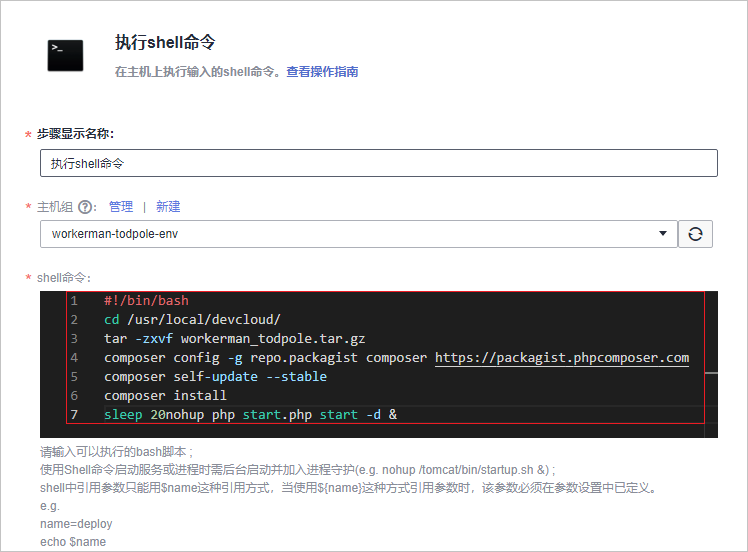 >_
执行shell命令
在主机上执行输入的shell命令。查看操作指南
* 步骤显示名称:
执行shell命令
* 主机组 ?: 管理 | 新建
workerman-todpole-env
* shell命令:
1 #!/bin/bash
2 cd /usr/local/devcloud/
3 tar -zxvf workerman_todpole.tar.gz
4 composer config -g repo.packagist composer https://packagist.phpcomposer.com
5 composer self-update --stable
6 composer install
7 sleep 20nohup php start.php start -d &
请输入可以执行的bash脚本 ;
使用Shell命令启动服务或进程时需后台启动并加入进程守护(e.g. nohup /tomcat/bin/startup.sh &) ;
shell中引用参数只能用$name这种引用方式，当使用${name}这种方式引用参数时，该参数必须在参数设置中已定义。
e.g.
name=deploy
echo $name